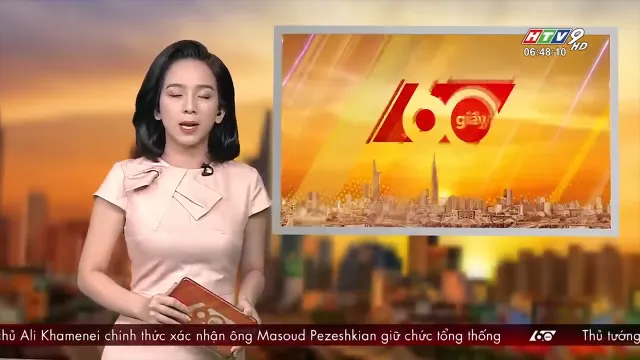 HTV9
HD
06:48:10
60
giây
chủ Ali Khamenei chính thức xác nhận ông Masoud Pezeshkian giữ chức tổng thống
60
Thủ tướng